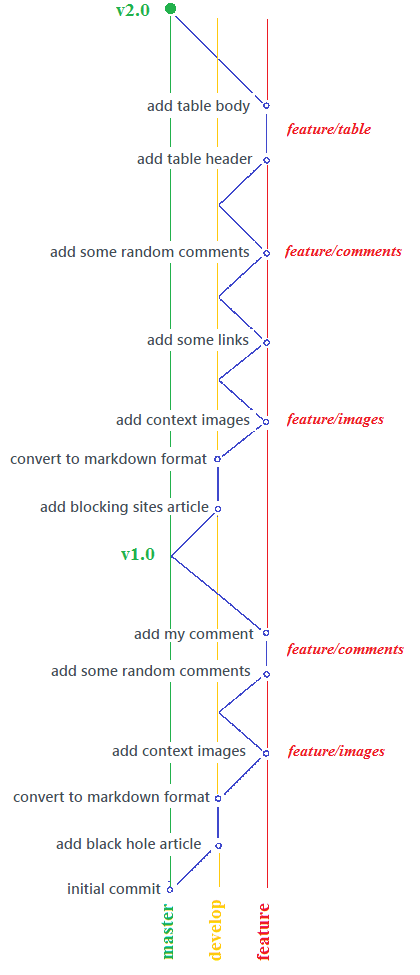 v2.0
add table body
feature/table
add table header
add some random comments
feature/comments
add some links
add context images
feature/images
convert to markdown format
add blocking sites article
v1.0
add my comment
feature/comments
add some random comments
add context images
feature/images
convert to markdown format
add black hole article
initial commit
master
develop
feature